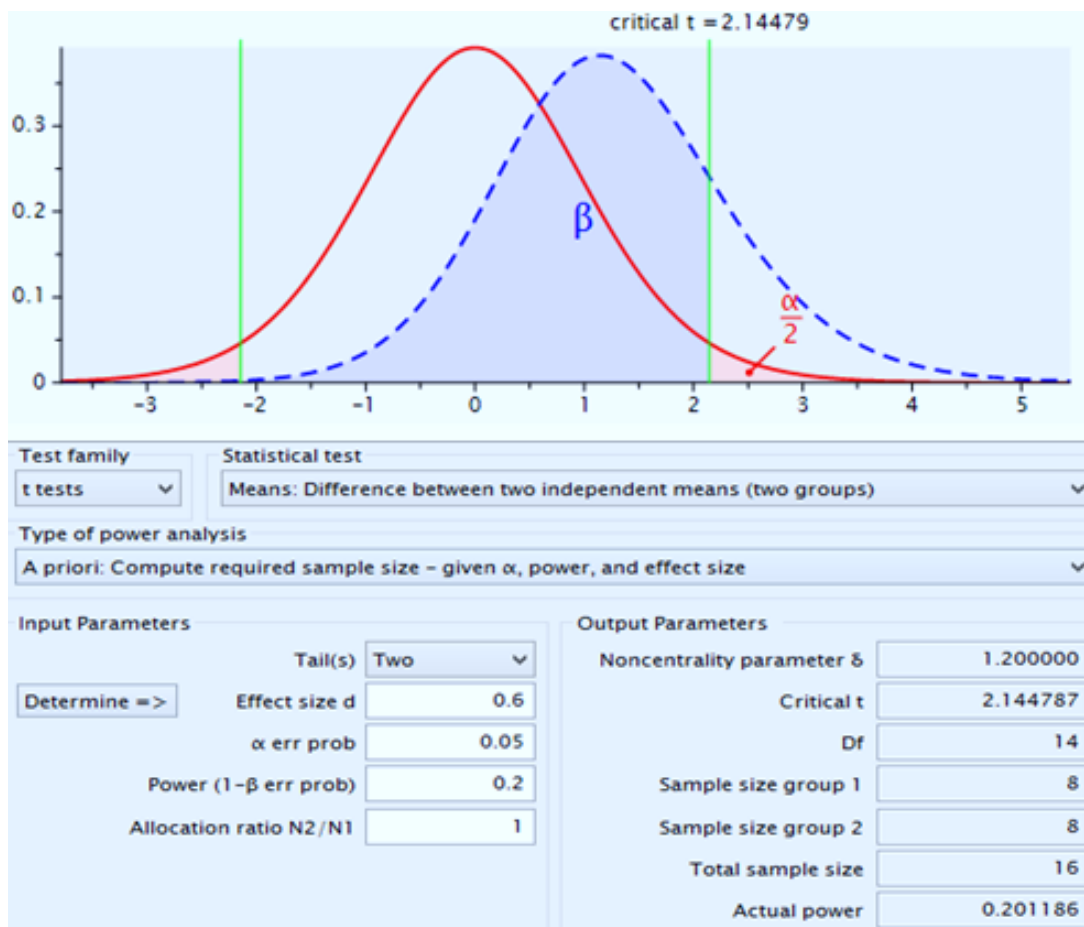 critical t = 2.14479
0.3
0.2
0.1
0
β
α
2
-3 -2 -1 0 1 2 3 4 5
Test family
Statistical test
t tests
Means: Difference between two independent means (two groups)
Type of power analysis
A priori: Compute required sample size – given α, power, and effect size
Input Parameters
Output Parameters
Tail(s) Two
Noncentrality parameter δ 1.200000
Determine => Effect size d 0.6
Critical t 2.144787
α err prob 0.05
Df 14
Power (1-β err prob) 0.2
Sample size group 1 8
Allocation ratio N2/N1 1
Sample size group 2 8
Total sample size 16
Actual power 0.201186